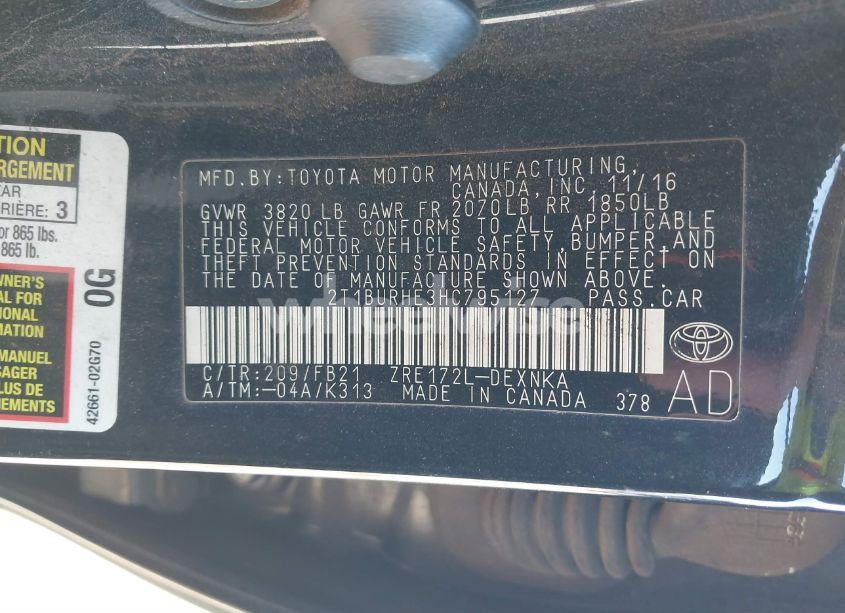 TION
RGEMENT
AR
RIÈRE: 3
or 865 lbs.
865 lb.
WNER'S
AL FOR
IONAL
MATION
MANUEL
SAGER
LUS DE
NEMENTS
0G
42661-02G70
MFD.BY:TOYOTA MOTOR MANUFACTURING,
CANADA,INC. 11/16
GVWR 3820 LB GAWR FR 2070LB RR 1850LB
THIS VEHICLE CONFORMS TO ALL APPLICABLE
FEDERAL MOTOR VEHICLE SAFETY,BUMPER,AND
THEFT PREVENTION STANDARDS IN EFFECT ON
THE DATE OF MANUFACTURE SHOWN ABOVE.
2T1BURHE3HC795127 PASS.CAR
wheelwise
C/TR:209/FB21 ZRE172L-DEXNKA
A/TM:-04A/K313 MADE IN CANADA 378
AD